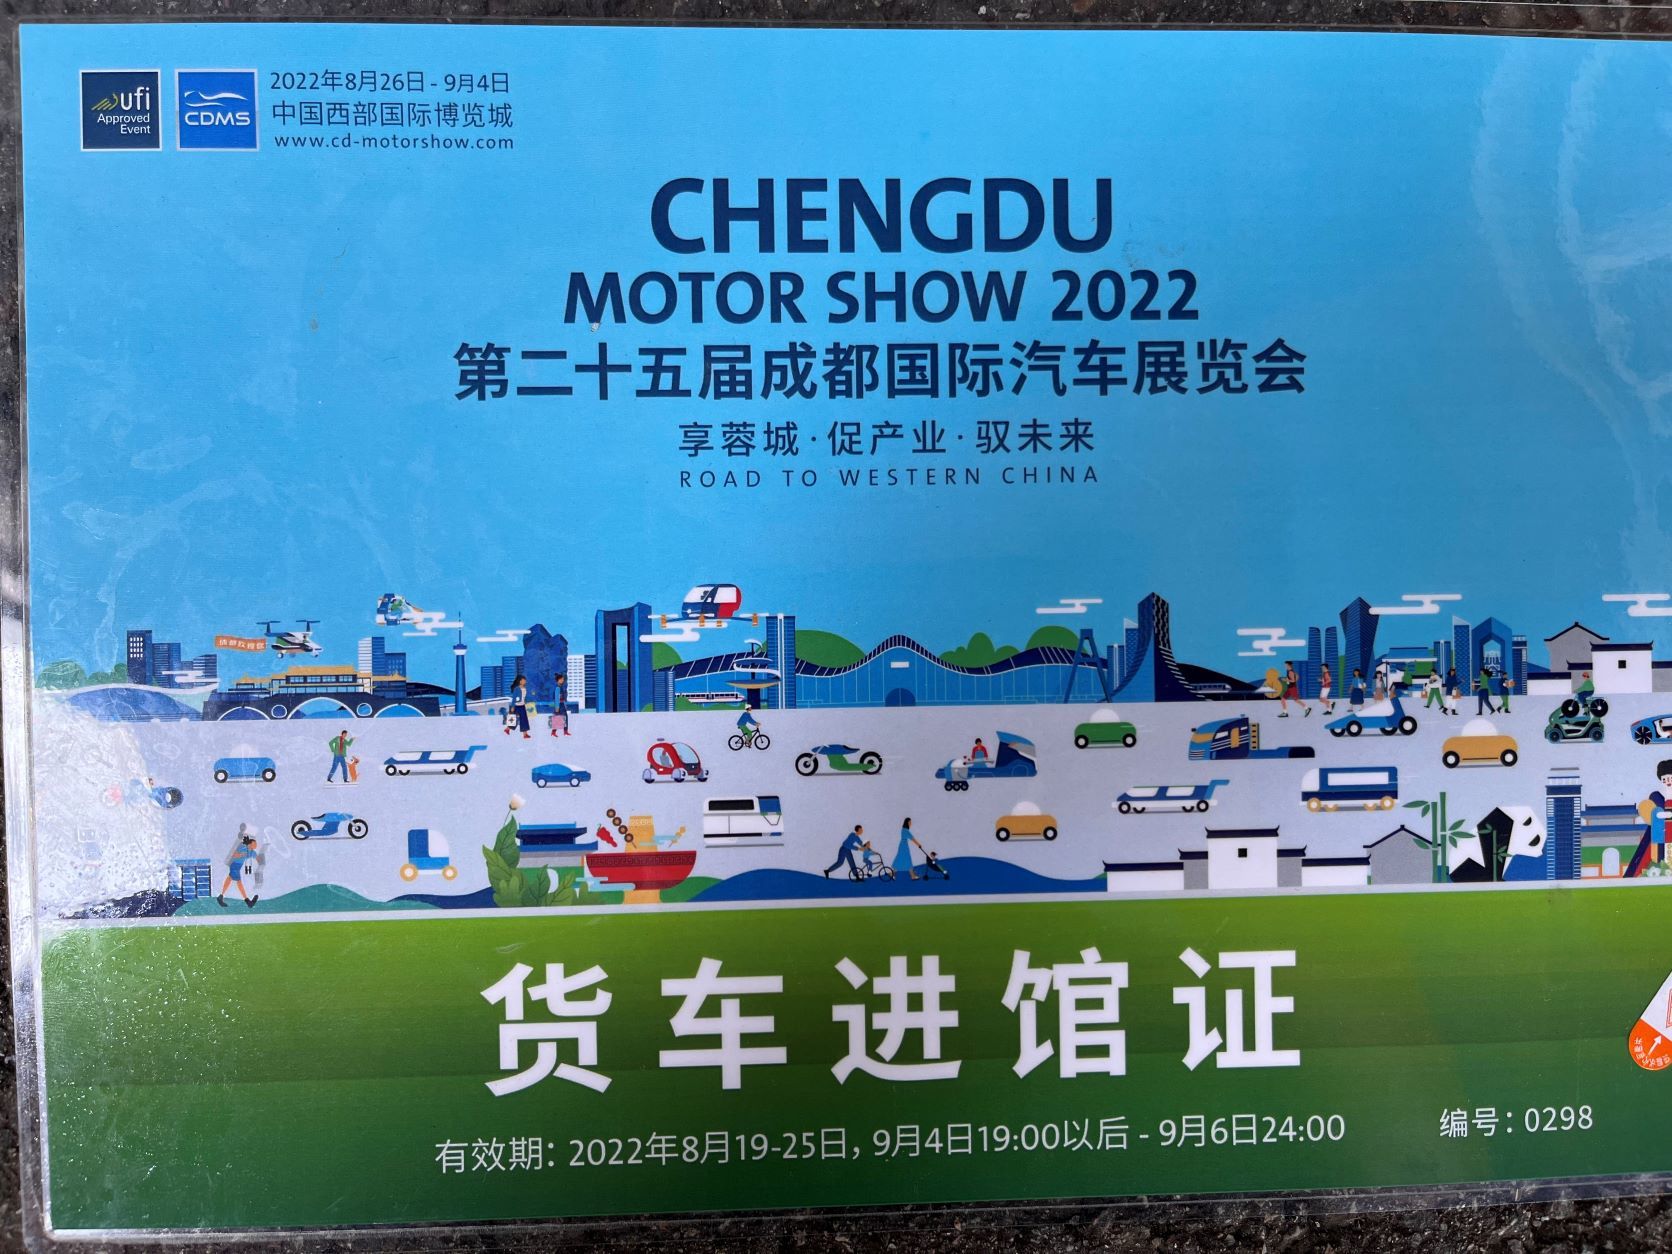 ufi
Approved
Event
CDMS
2022年8月26日 - 9月4日
中国西部国际博览城
www.cd-motorshow.com
CHENGDU
MOTOR SHOW 2022
第二十五届成都国际汽车展览会
享蓉城·促产业·驭未来
ROAD TO WESTERN CHINA
成都欢迎您
货车进馆证
有效期：2022年8月19-25日，9月4日19:00以后 - 9月6日24:00
编号：0298